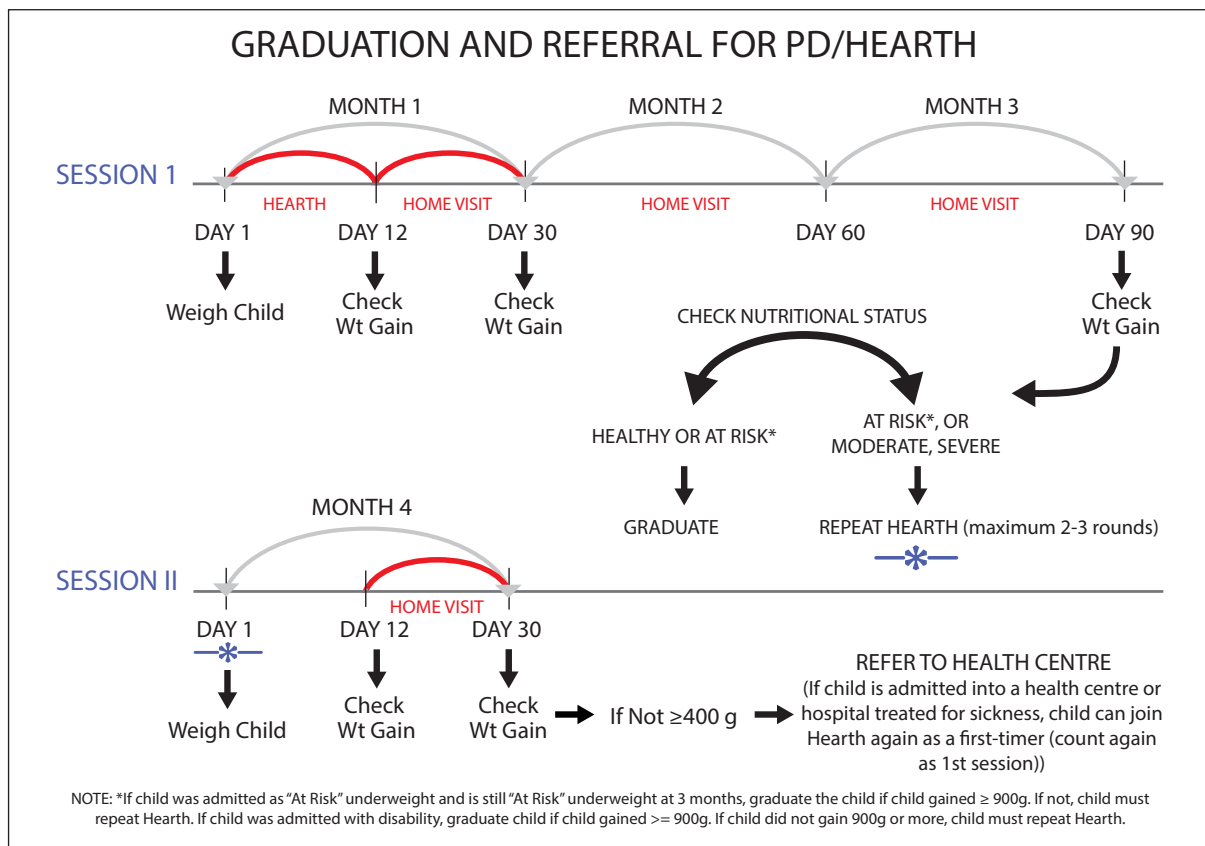 GRADUATION AND REFERRAL FOR PD/HEARTH
MONTH 1
MONTH 2
MONTH 3
SESSION 1
HEARTH
HOME VISIT
HOME VISIT
HOME VISIT
DAY 1
DAY 12
DAY 30
DAY 60
DAY 90
Weigh Child
Check
Wt Gain
Check
Wt Gain
Check
Wt Gain
CHECK NUTRITIONAL STATUS
HEALTHY OR AT RISK*
AT RISK*, OR
MODERATE, SEVERE
GRADUATE
REPEAT HEARTH (maximum 2-3 rounds)
MONTH 4
SESSION II
HOME VISIT
DAY 1
DAY 12
DAY 30
Weigh Child
Check
Wt Gain
Check
Wt Gain
If Not ≥400 g
REFER TO HEALTH CENTRE
(If child is admitted into a health centre or
hospital treated for sickness, child can join
Hearth again as a first-timer (count again
as 1st session))
NOTE: *If child was admitted as “At Risk” underweight and is still “At Risk” underweight at 3 months, graduate the child if child gained ≥ 900g. If not, child must
repeat Hearth. If child was admitted with disability, graduate child if child gained >= 900g. If child did not gain 900g or more, child must repeat Hearth.